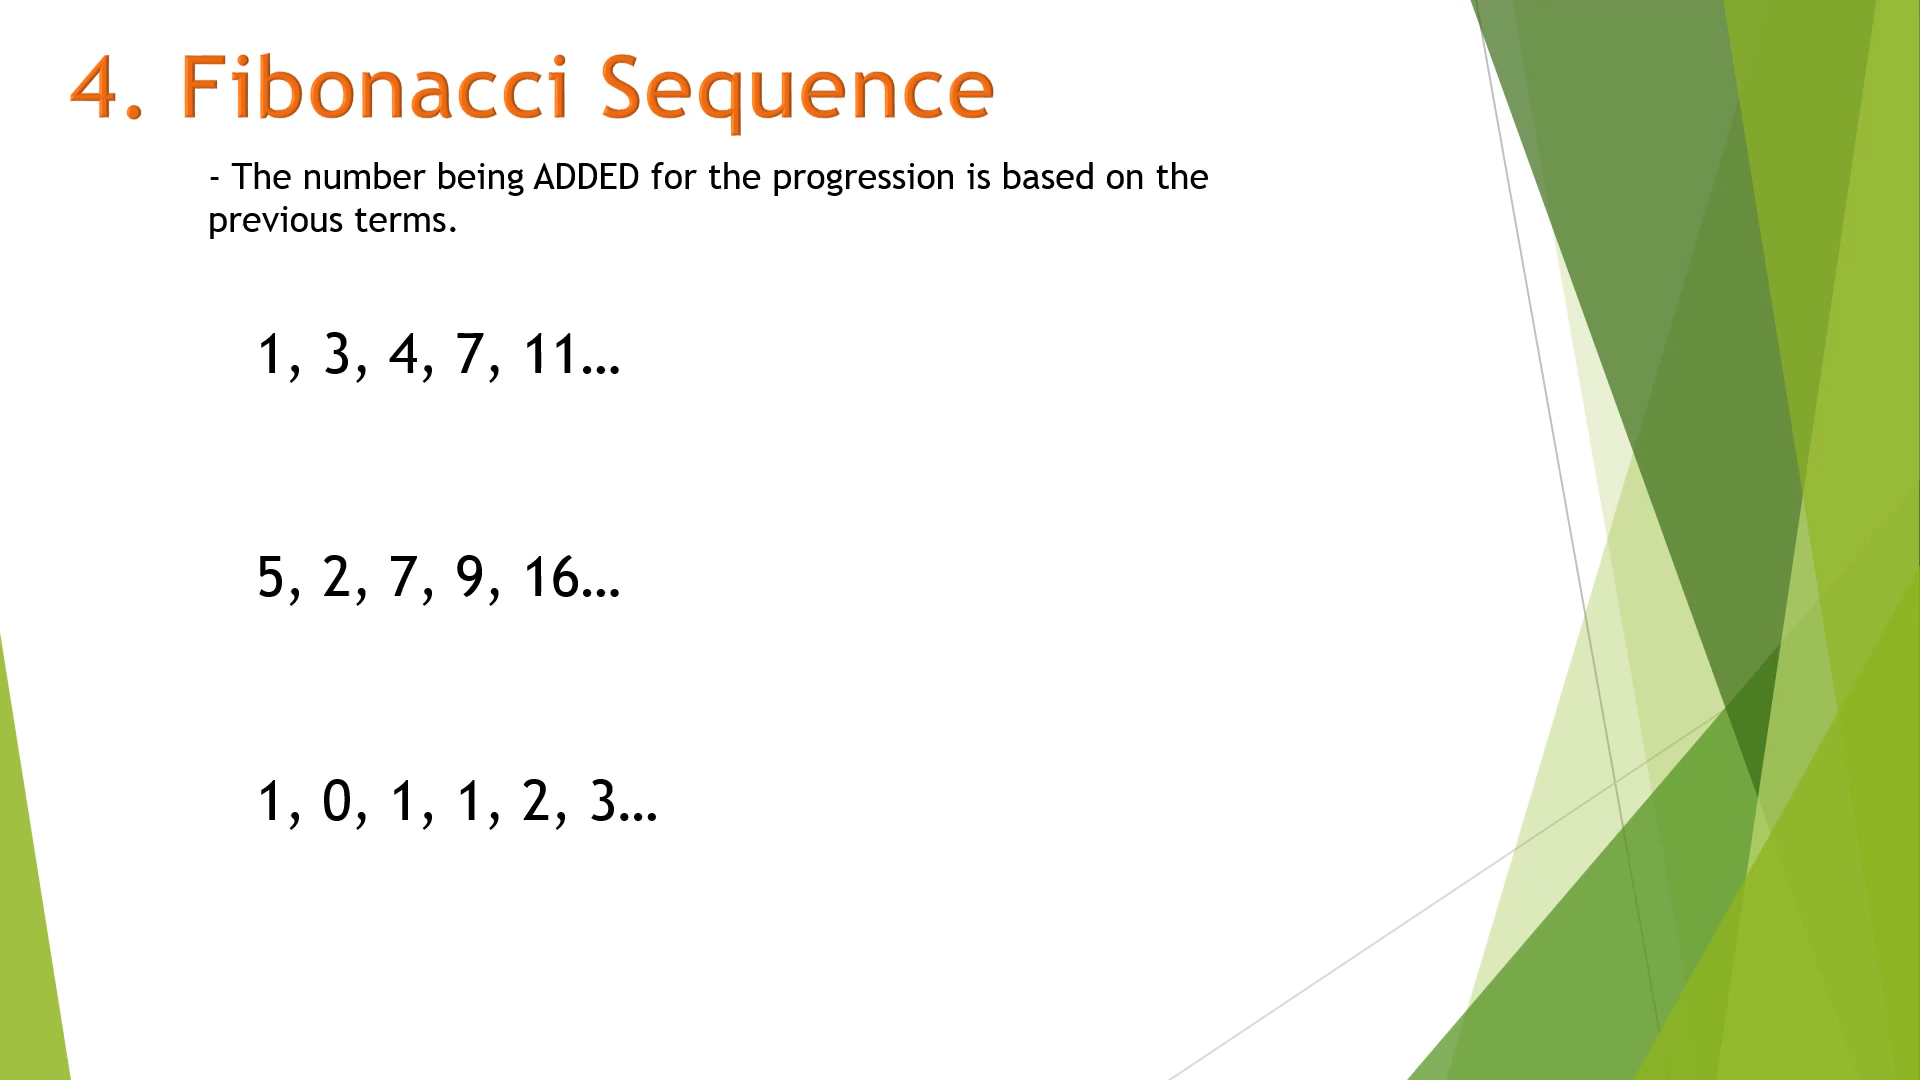 4. Fibonacci Sequence
- The number being ADDED for the progression is based on the
previous terms.
1, 3, 4, 7, 11…
5, 2, 7, 9, 16…
1, 0, 1, 1, 2, 3…